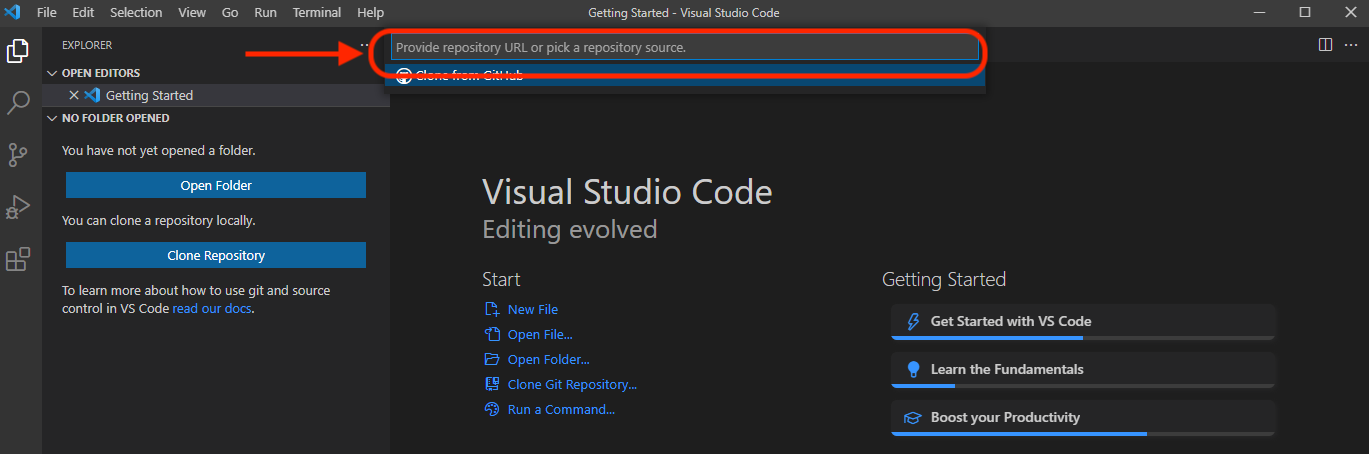 File Edit Selection View Go Run Terminal Help
Getting Started - Visual Studio Code
EXPLORER
Provide repository URL or pick a repository source.
Clone from GitHub
OPEN EDITORS
Getting Started
NO FOLDER OPENED
You have not yet opened a folder.
Open Folder
You can clone a repository locally.
Clone Repository
To learn more about how to use git and source
control in VS Code read our docs.
Visual Studio Code
Editing evolved
Start
New File
Open File...
Open Folder...
Clone Git Repository...
Run a Command...
Getting Started
Get Started with VS Code
Learn the Fundamentals
Boost your Productivity